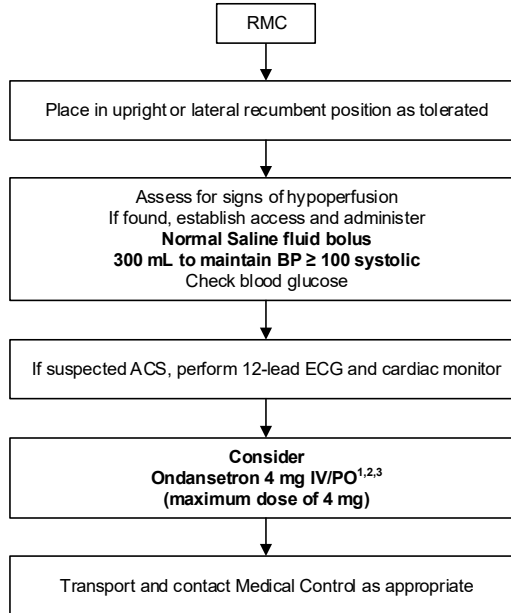 RMC
Place in upright or lateral recumbent position as tolerated
Assess for signs of hypoperfusion
If found, establish access and administer
Normal Saline fluid bolus
300 mL to maintain BP ≥ 100 systolic
Check blood glucose
If suspected ACS, perform 12-lead ECG and cardiac monitor
Consider
Ondansetron 4 mg IV/PO1,2,3
(maximum dose of 4 mg)
Transport and contact Medical Control as appropriate